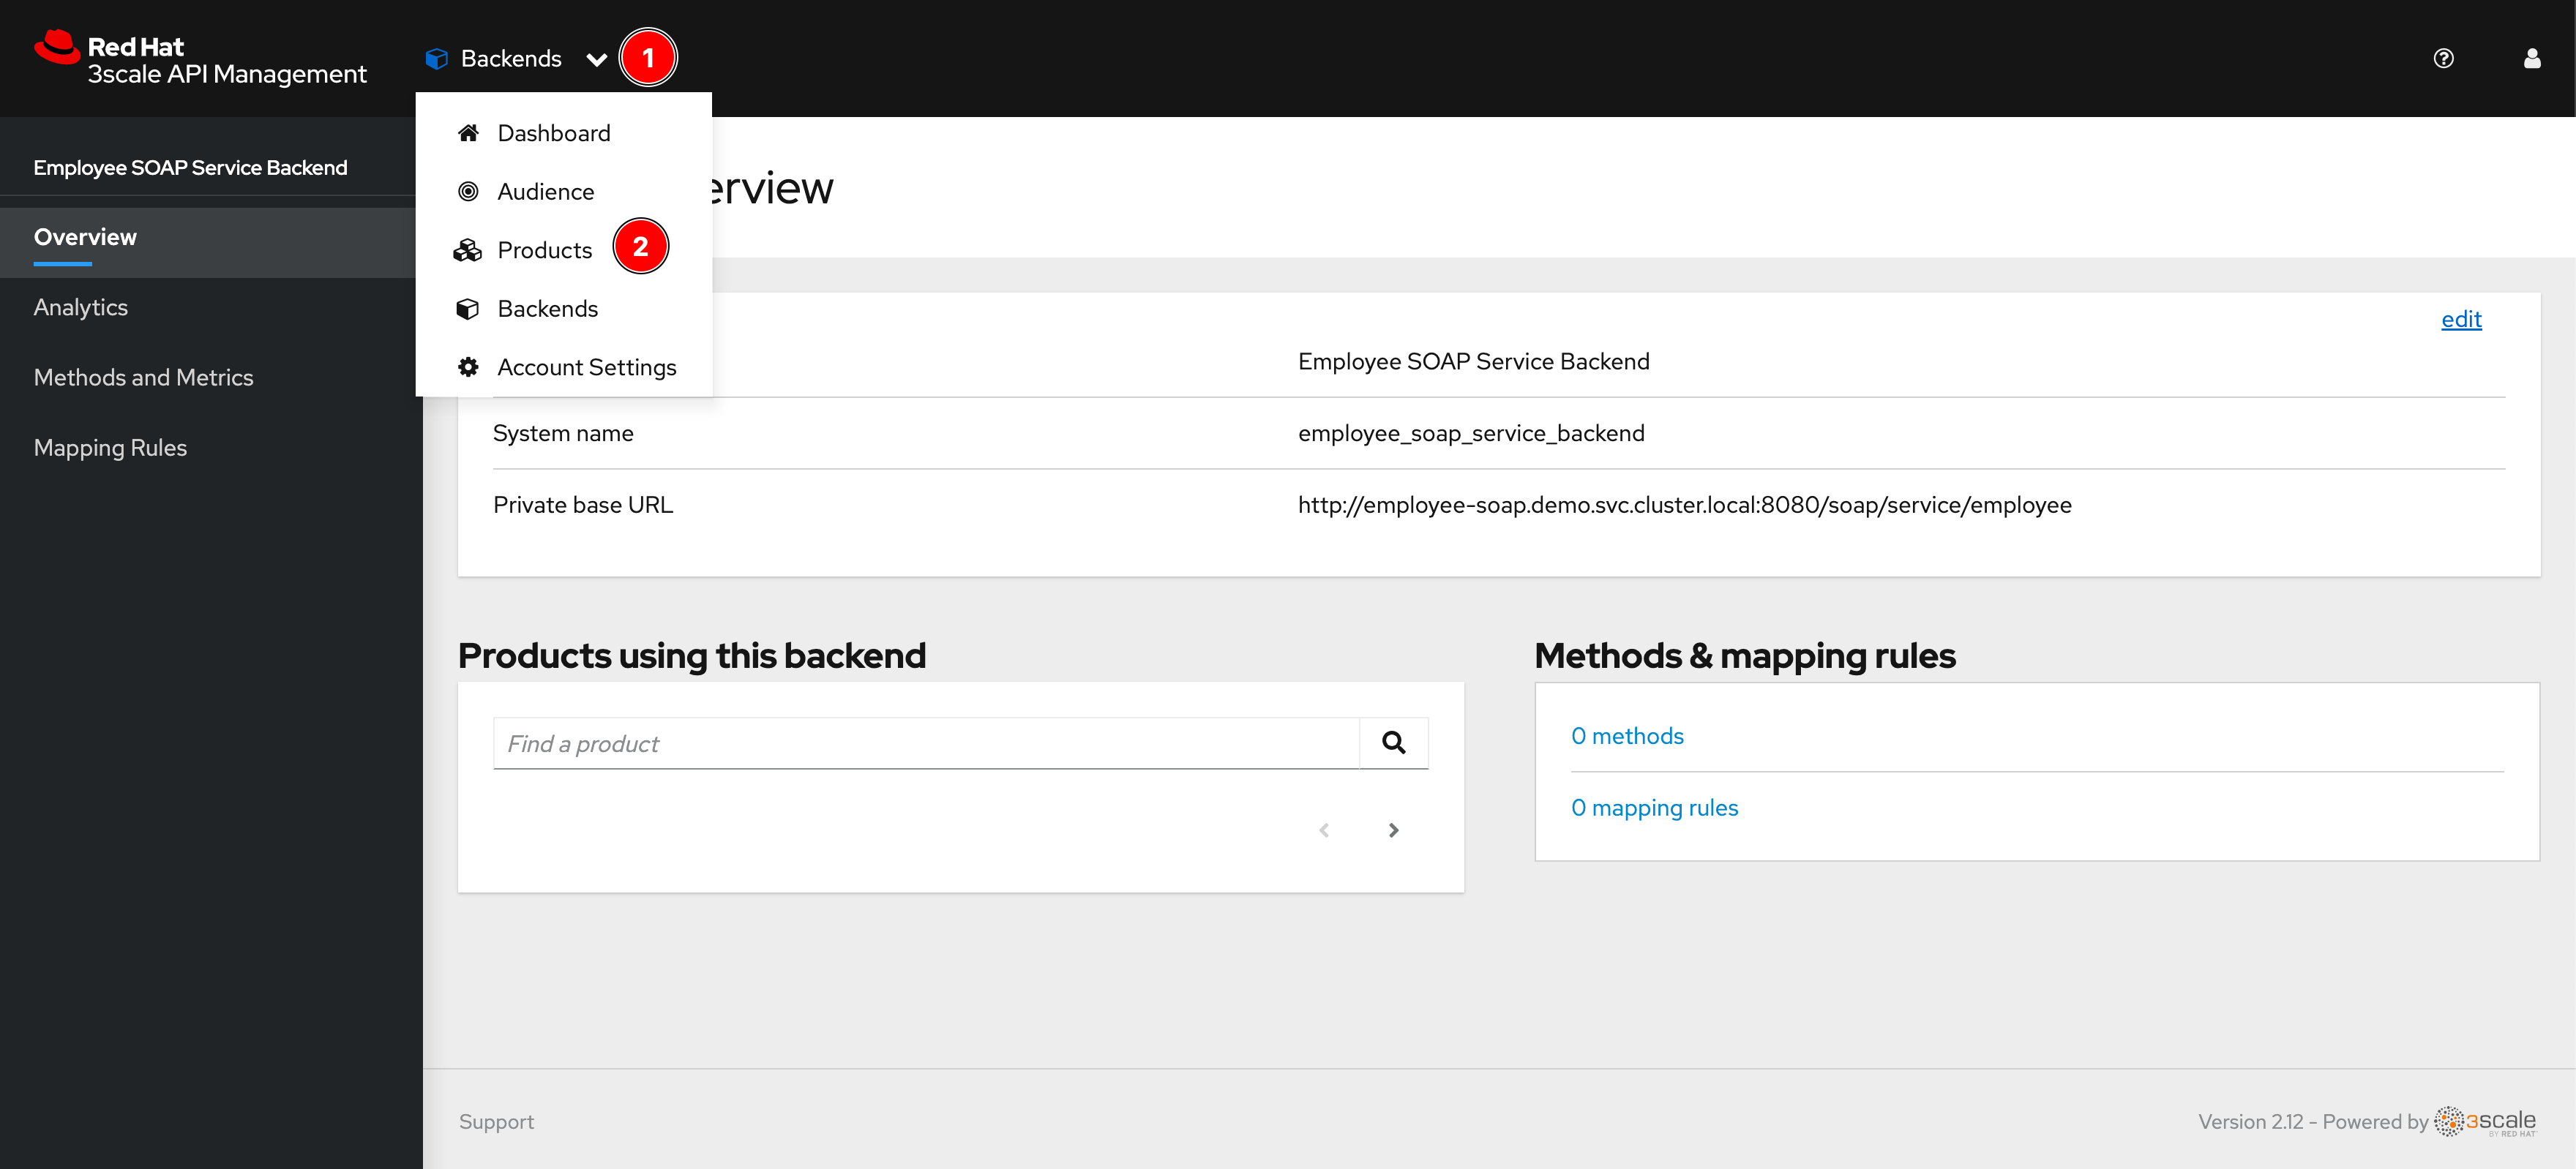 Red Hat
3scale API Management
Backends
1
Dashboard
Audience
Products
2
Backends
Account Settings
Employee SOAP Service Backend
Overview
Analytics
Methods and Metrics
Mapping Rules
erview
edit
Employee SOAP Service Backend
System name
employee_soap_service_backend
Private base URL
http://employee-soap.demo.svc.cluster.local:8080/soap/service/employee
Products using this backend
Find a product
Methods & mapping rules
0 methods
0 mapping rules
Support
Version 2.12 - Powered by
3scale
BY RED HAT